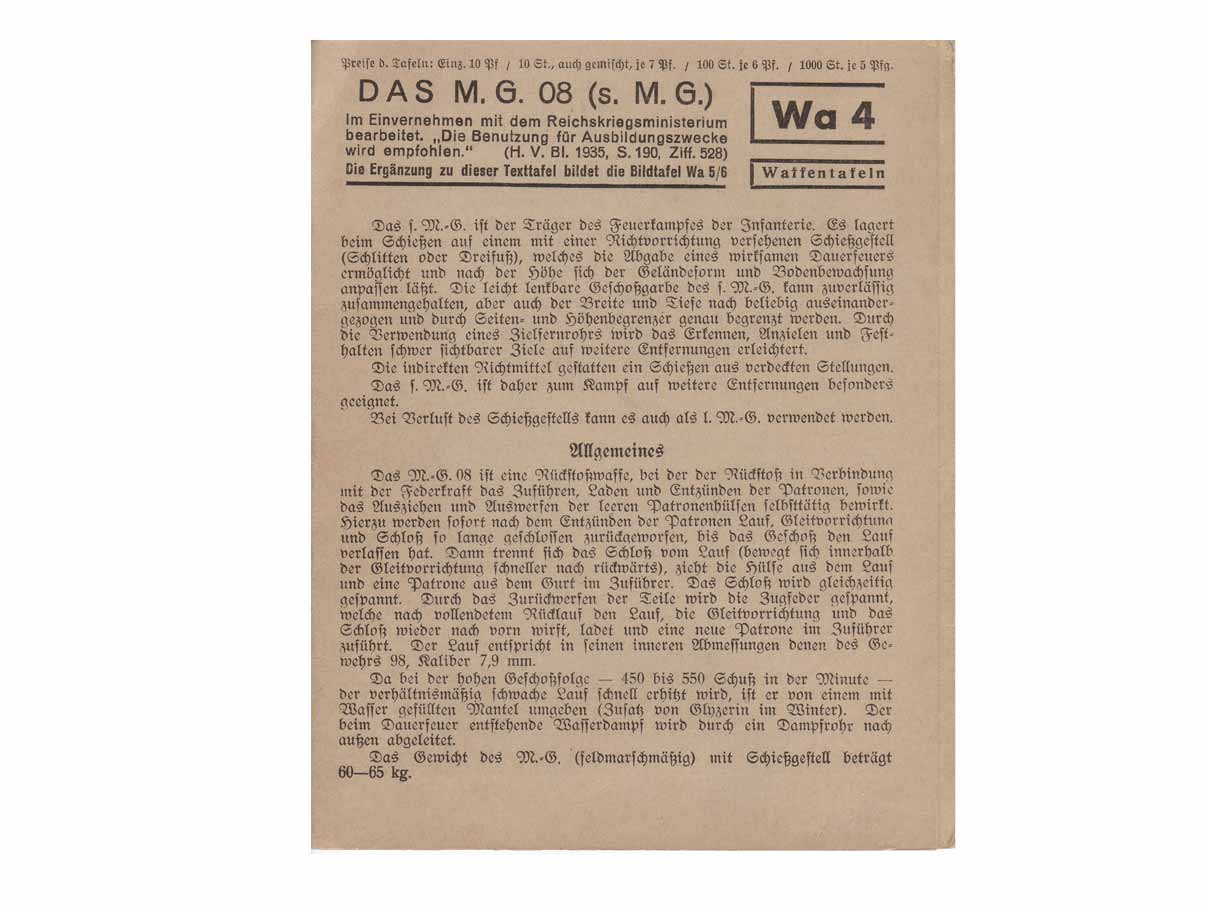 Preise d. Tafeln: Einz. 10 Pf / 10 St., auch gemischt, je 7 Pf. / 100 St. je 6 Pf. / 1000 St. je 5 Pfg.
DAS M. G. 08 (s. M. G.)
Im Einvernehmen mit dem Reichskriegsministerium
bearbeitet. „Die Benutzung für Ausbildungszwecke
wird empfohlen.“ (H. V. Bl. 1935, S. 190, Ziff. 528)
Die Ergänzung zu dieser Texttafel bildet die Bildtafel Wa 5/6
Wa 4
Waffentafeln
Das s. M.-G. ist der Träger des Feuerkampfes der Infanterie. Es lagert
beim Schießen auf einem mit einer Richtvorrichtung versehenen Schießgestell
(Schlitten oder Dreifuß), welches die Abgabe eines wirksamen Dauerfeuers
ermöglicht und nach der Höhe sich der Geländeform und Bodenbewachsung
anpassen läßt. Die leicht lenkbare Geschoßgarbe des s. M.-G. kann zuverlässig
zusammengehalten, aber auch der Breite und Tiefe nach beliebig auseinander-
gezogen und durch Seiten- und Höhenbegrenzer genau begrenzt werden. Durch
die Verwendung eines Zielfernrohrs wird das Erkennen, Anzielen und Fest-
halten schwer sichtbarer Ziele auf weitere Entfernungen erleichtert.
Die indirekten Richtmittel gestatten ein Schießen aus verdeckten Stellungen.
Das s. M.-G. ist daher zum Kampf auf weitere Entfernungen besonders
geeignet.
Bei Verlust des Schießgestells kann es auch als l. M.-G. verwendet werden.
Allgemeines
Das M.-G. 08 ist eine Rückstoßwaffe, bei der der Rückstoß in Verbindung
mit der Federkraft das Zuführen, Laden und Entzünden der Patronen, sowie
das Ausziehen und Auswerfen der leeren Patronenhülsen selbsttätig bewirkt.
Hierzu werden sofort nach dem Entzünden der Patronen Lauf, Gleitvorrichtung
und Schloß so lange geschlossen zurückgeworfen, bis das Geschoß den Lauf
verlassen hat. Dann trennt sich das Schloß vom Lauf (bewegt sich innerhalb
der Gleitvorrichtung schneller nach rückwärts), zieht die Hülse aus dem Lauf
und eine Patrone aus dem Gurt im Zuführer. Das Schloß wird gleichzeitig
gespannt. Durch das Zurückwerfen der Teile wird die Zugfeder gespannt,
welche nach vollendetem Rücklauf den Lauf, die Gleitvorrichtung und das
Schloß wieder nach vorn wirft, ladet und eine neue Patrone im Zuführer
zuführt. Der Lauf entspricht in seinen inneren Abmessungen denen des Ge-
wehrs 98, Kaliber 7,9 mm.
Da bei der hohen Geschoßfolge — 450 bis 550 Schuß in der Minute —
der verhältnismäßig schwache Lauf schnell erhitzt wird, ist er von einem mit
Wasser gefüllten Mantel umgeben (Zusatz von Glyzerin im Winter). Der
beim Dauerfeuer entstehende Wasserdampf wird durch ein Dampfrohr nach
außen abgeleitet.
Das Gewicht des M.-G. (feldmarschmäßig) mit Schießgestell beträgt
60—65 kg.